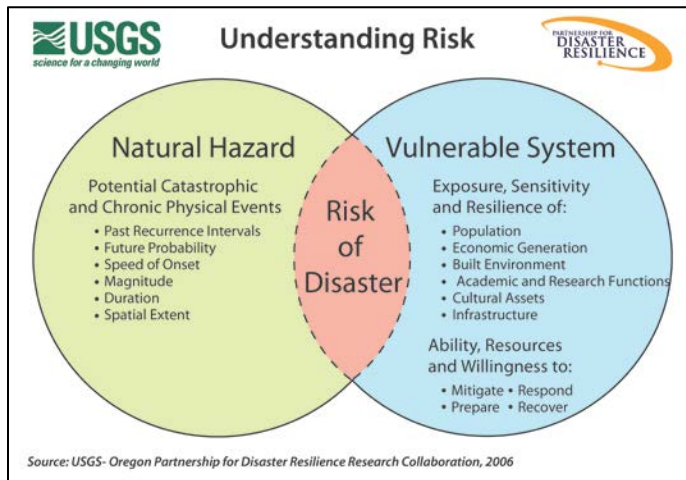 USGS
science for a changing world
Understanding Risk
PARTNERSHIP FOR
DISASTER
RESILIENCE
Natural Hazard
Potential Catastrophic
and Chronic Physical Events
• Past Recurrence Intervals
• Future Probability
• Speed of Onset
• Magnitude
• Duration
• Spatial Extent
Risk
of
Disaster
Vulnerable System
Exposure, Sensitivity
and Resilience of:
• Population
• Economic Generation
• Built Environment
• Academic and Research Functions
• Cultural Assets
• Infrastructure
Ability, Resources
and Willingness to:
• Mitigate • Respond
• Prepare • Recover
Source: USGS- Oregon Partnership for Disaster Resilience Research Collaboration, 2006